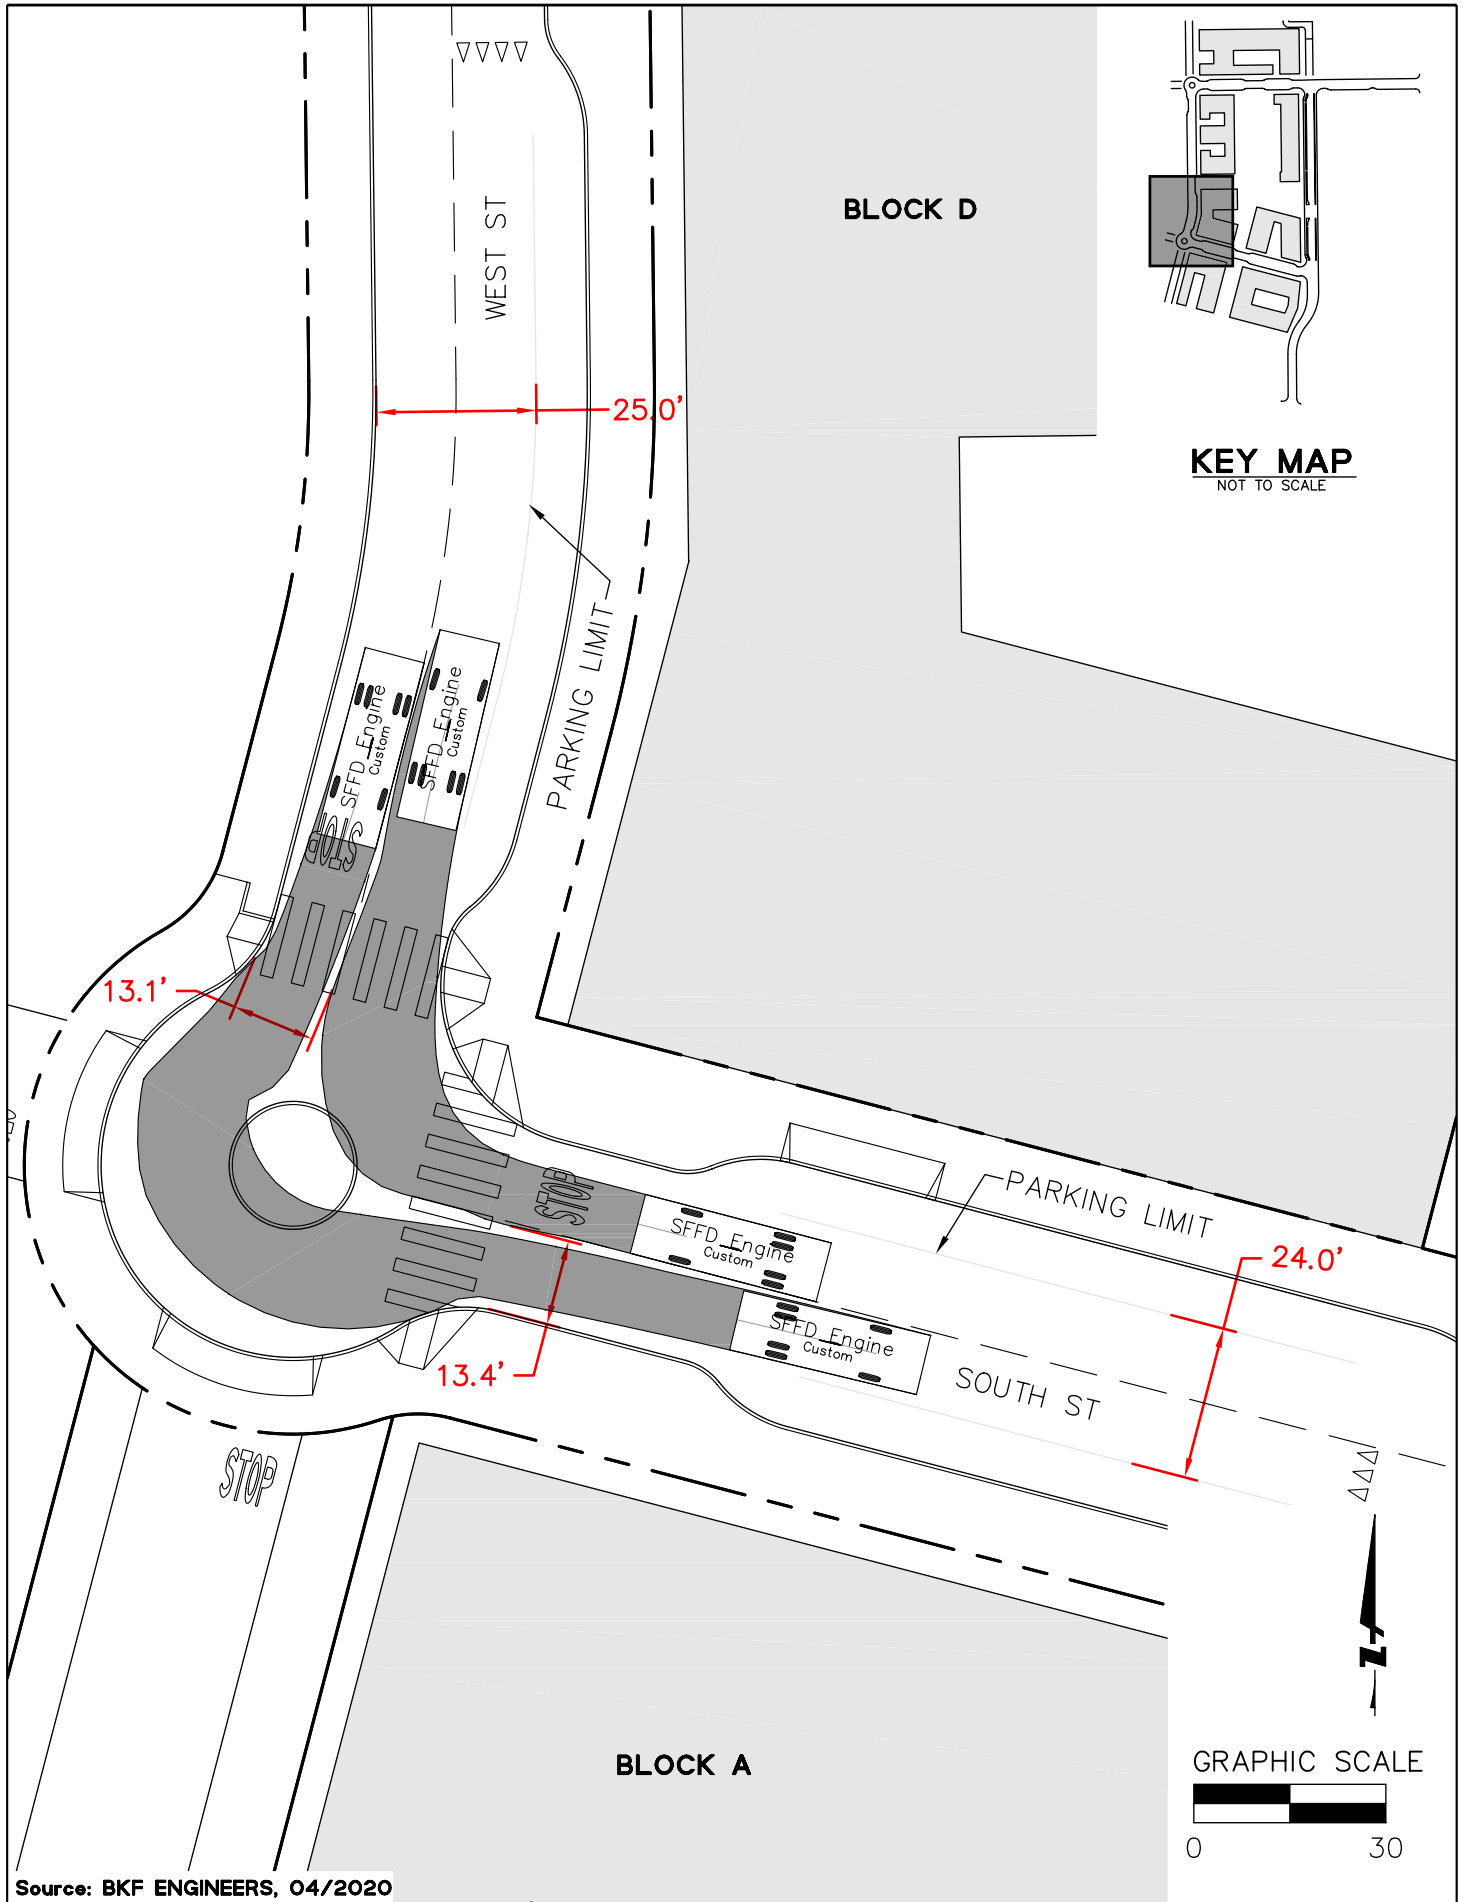 WEST ST
BLOCK D
25.0'
KEY MAP
NOT TO SCALE
PARKING LIMIT
SFFD Engine
Custom
SFFD Engine
Custom
STOP
13.1'
STOP
PARKING LIMIT
SFFD Engine
Custom
24.0'
SFFD Engine
Custom
13.4'
SOUTH ST
STOP
BLOCK A
GRAPHIC SCALE
0 30
Source: BKF ENGINEERS, 04/2020